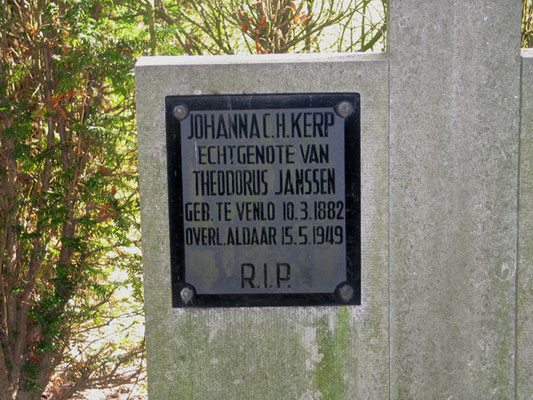 JOHANNA C.H. KERP
ECHTGENOTE VAN
THEODORUS JANSSEN
GEB. TE VENLO 10.3.1882
OVERL. ALDAAR 15.5.1949
R.I.P.